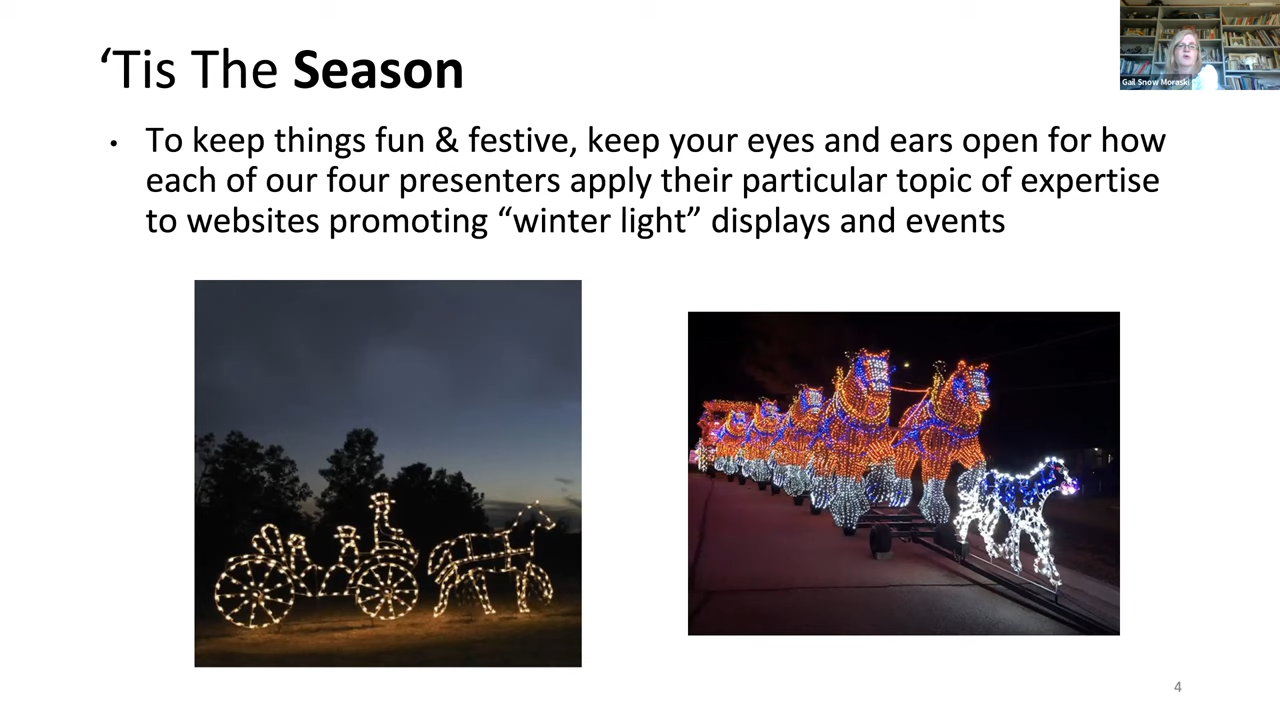 ‘Tis The Season
Gail Snow Moraski
• To keep things fun & festive, keep your eyes and ears open for how
each of our four presenters apply their particular topic of expertise
to websites promoting “winter light” displays and events
4